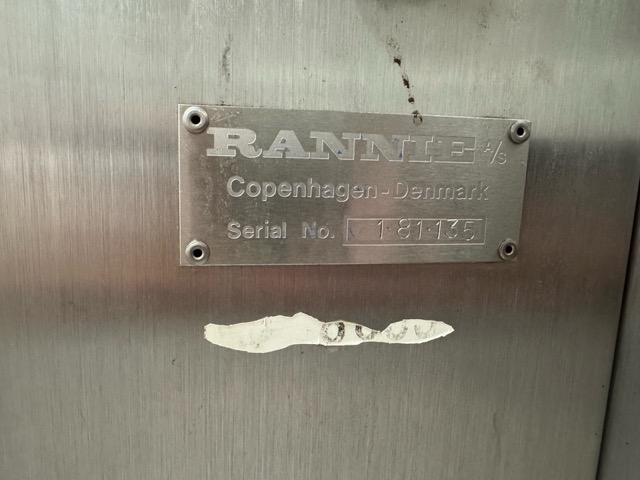 RANNIE A/S
Copenhagen-Denmark
Serial No. 1·81·135